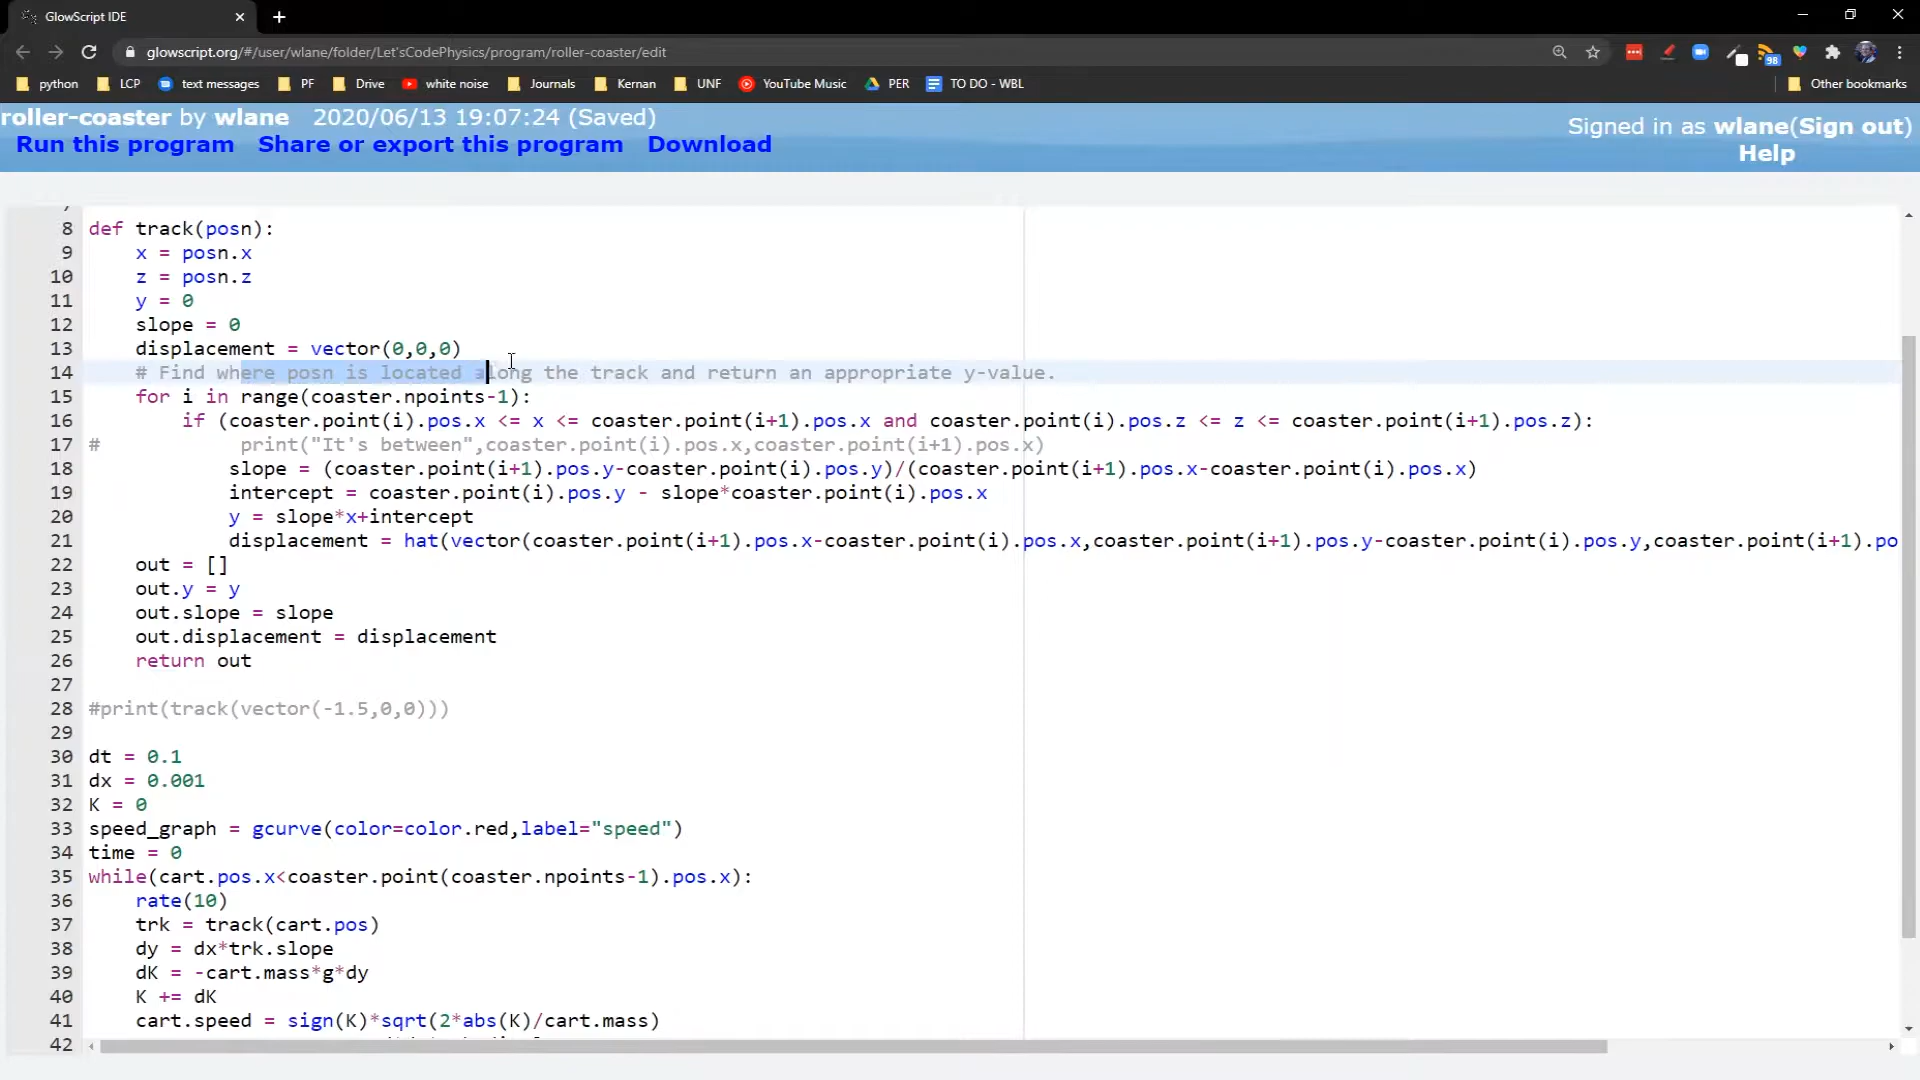 GlowScript IDE
glowscript.org/#/user/wlane/folder/Let'sCodePhysics/program/roller-coaster/edit
98
python LCP text messages PF Drive white noise Journals Kernan UNF YouTube Music PER TO DO - WBL Other bookmarks
roller-coaster by wlane 2020/06/13 19:07:24 (Saved)
Signed in as wlane(Sign out)
Run this program Share or export this program Download
Help
8 def track(posn):
9 x = posn.x
10 z = posn.z
11 y = 0
12 slope = 0
13 displacement = vector(0,0,0)
14 # Find where posn is located along the track and return an appropriate y-value.
15 for i in range(coaster.npoints-1):
16 if (coaster.point(i).pos.x <= x <= coaster.point(i+1).pos.x and coaster.point(i).pos.z <= z <= coaster.point(i+1).pos.z):
17 # print("It's between",coaster.point(i).pos.x,coaster.point(i+1).pos.x)
18 slope = (coaster.point(i+1).pos.y-coaster.point(i).pos.y)/(coaster.point(i+1).pos.x-coaster.point(i).pos.x)
19 intercept = coaster.point(i).pos.y - slope*coaster.point(i).pos.x
20 y = slope*x+intercept
21 displacement = hat(vector(coaster.point(i+1).pos.x-coaster.point(i).pos.x,coaster.point(i+1).pos.y-coaster.point(i).pos.y,coaster.point(i+1).po
22 out = []
23 out.y = y
24 out.slope = slope
25 out.displacement = displacement
26 return out
27
28 #print(track(vector(-1.5,0,0)))
29
30 dt = 0.1
31 dx = 0.001
32 K = 0
33 speed_graph = gcurve(color=color.red,label="speed")
34 time = 0
35 while(cart.pos.x<coaster.point(coaster.npoints-1).pos.x):
36 rate(10)
37 trk = track(cart.pos)
38 dy = dx*trk.slope
39 dK = -cart.mass*g*dy
40 K += dK
41 cart.speed = sign(K)*sqrt(2*abs(K)/cart.mass)
42